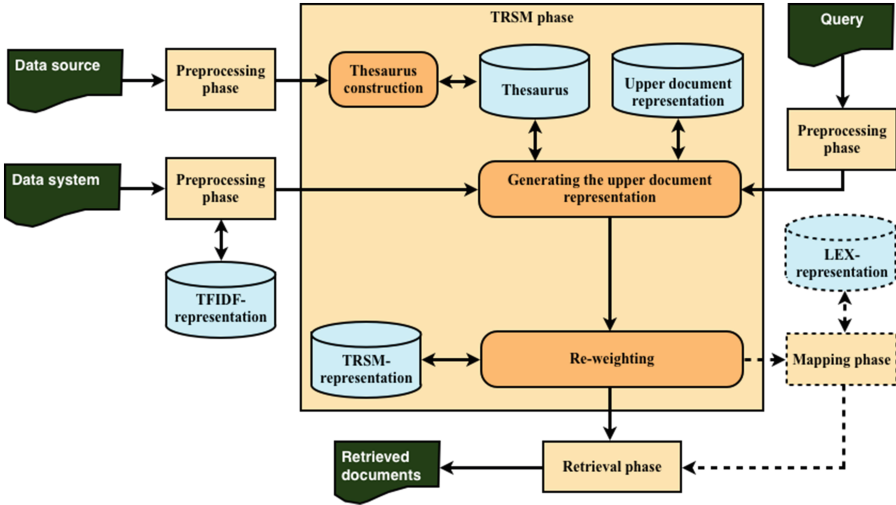 TRSM phase
Query
Data source
Preprocessing
phase
Thesaurus
construction
Thesaurus
Upper document
representation
Preprocessing
phase
Data system
Preprocessing
phase
Generating the upper document
representation
TFIDF-
representation
LEX-
representation
TRSM-
representation
Re-weighting
Mapping phase
Retrieved
documents
Retrieval phase